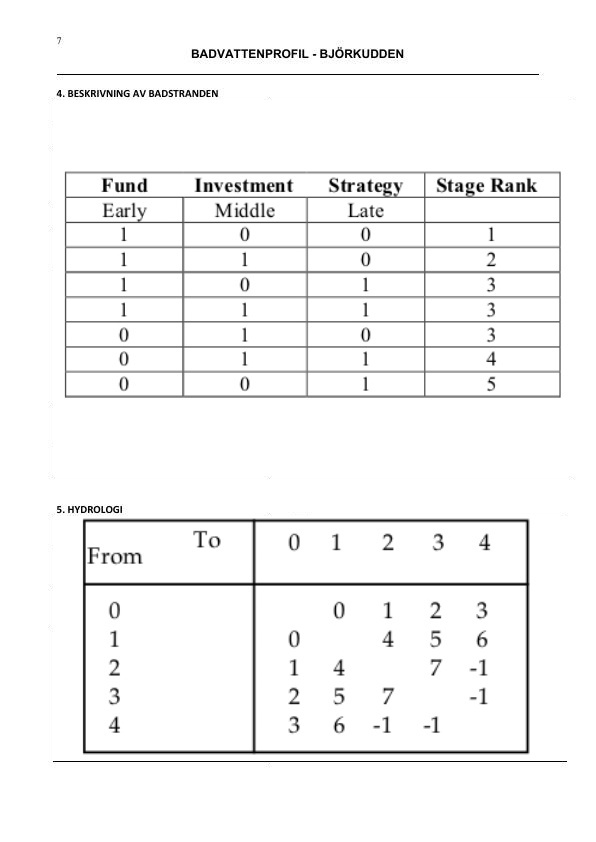 7
BADVATTENPROFIL - BJÖRKUDDEN
4. BESKRIVNING AV BADSTRANDEN
Fund Investment Strategy Stage Rank
Early Middle Late
1 0 0 1
1 1 0 2
1 0 1 3
1 1 1 3
0 1 0 3
0 1 1 4
0 0 1 5
5. HYDROLOGI
From To 0 1 2 3 4
0 0 1 2 3
1 0 4 5 6
2 1 4 7 -1
3 2 5 7 -1
4 3 6 -1 -1